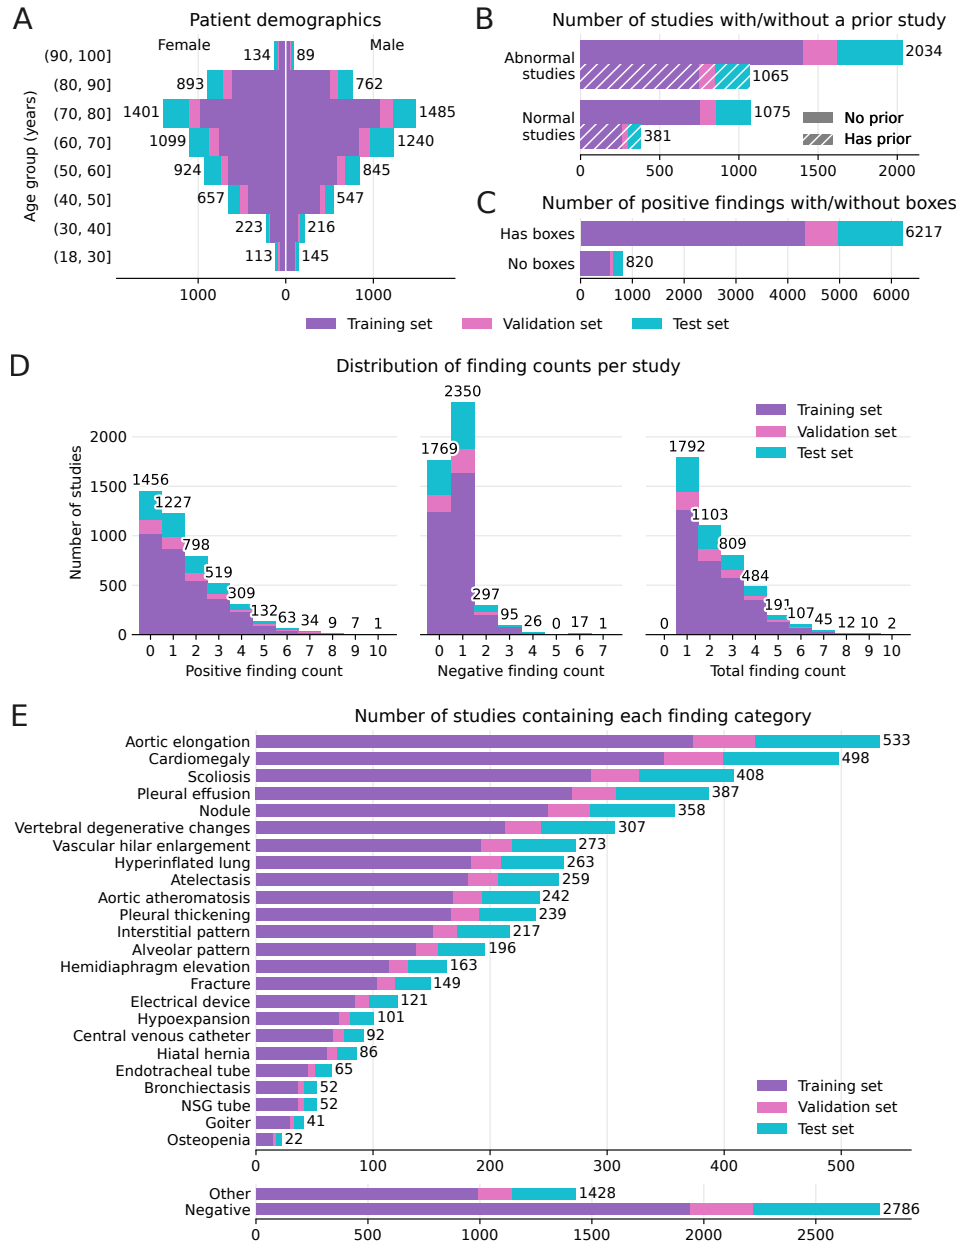 A
Patient demographics
Female
Male
Age group (years)
(90, 100]
134
89
(80, 90]
893
762
(70, 80]
1401
1485
(60, 70]
1099
1240
(50, 60]
924
845
(40, 50]
657
547
(30, 40]
223
216
(18, 30]
113
145
1000
0
1000
B
Number of studies with/without a prior study
Abnormal
studies
2034
1065
Normal
studies
1075
381
No prior
Has prior
0
500
1000
1500
2000
C
Number of positive findings with/without boxes
Has boxes
6217
No boxes
820
0
1000
2000
3000
4000
5000
6000
Training set
Validation set
Test set
D
Distribution of finding counts per study
Number of studies
2000
1500
1000
500
0
1456
1227
798
519
309
132
63
34
9
7
1
0 1 2 3 4 5 6 7 8 9 10
Positive finding count
1769
2350
297
95
26
0
17
1
0 1 2 3 4 5 6 7
Negative finding count
0
1792
1103
809
484
191
107
45
12
10
2
0 1 2 3 4 5 6 7 8 9 10
Total finding count
Training set
Validation set
Test set
E
Number of studies containing each finding category
Aortic elongation 533
Cardiomegaly 498
Scoliosis 408
Pleural effusion 387
Nodule 358
Vertebral degenerative changes 307
Vascular hilar enlargement 273
Hyperinflated lung 263
Atelectasis 259
Aortic atheromatosis 242
Pleural thickening 239
Interstitial pattern 217
Alveolar pattern 196
Hemidiaphragm elevation 163
Fracture 149
Electrical device 121
Hypoexpansion 101
Central venous catheter 92
Hiatal hernia 86
Endotracheal tube 65
Bronchiectasis 52
NSG tube 52
Goiter 41
Osteopenia 22
Training set
Validation set
Test set
0 100 200 300 400 500
Other 1428
Negative 2786
0 500 1000 1500 2000 2500